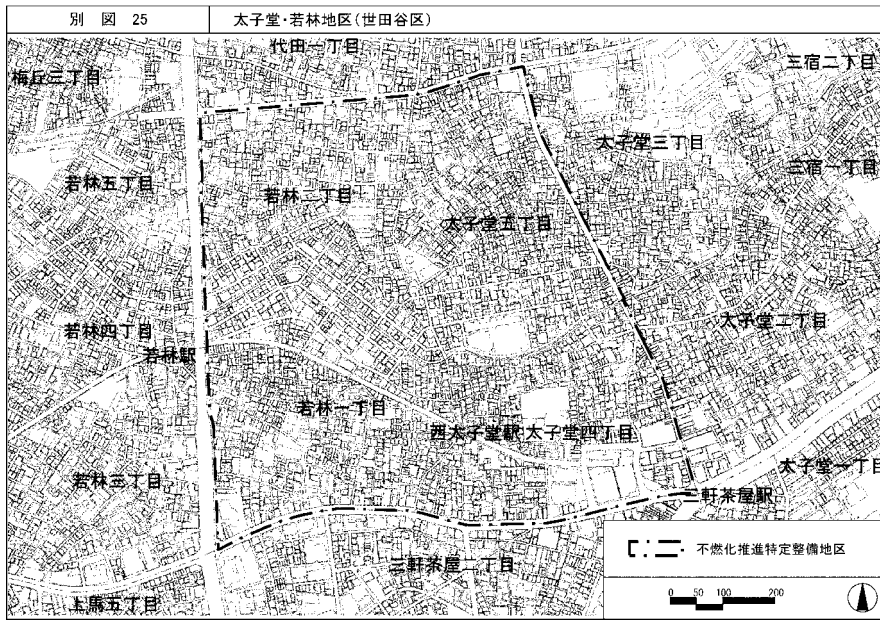 別 図 25
太子堂・若林地区(世田谷区)
代田一丁目
梅丘三丁目
三宿二丁目
太子堂三丁目
三宿一丁目
若林五丁目
若林二丁目
太子堂五丁目
太子堂二丁目
若林四丁目
若林駅
若林一丁目
西太子堂駅
太子堂四丁目
太子堂一丁目
若林三丁目
三軒茶屋駅
不燃化推進特定整備地区
三軒茶屋二丁目
上馬五丁目
0 50 100 200